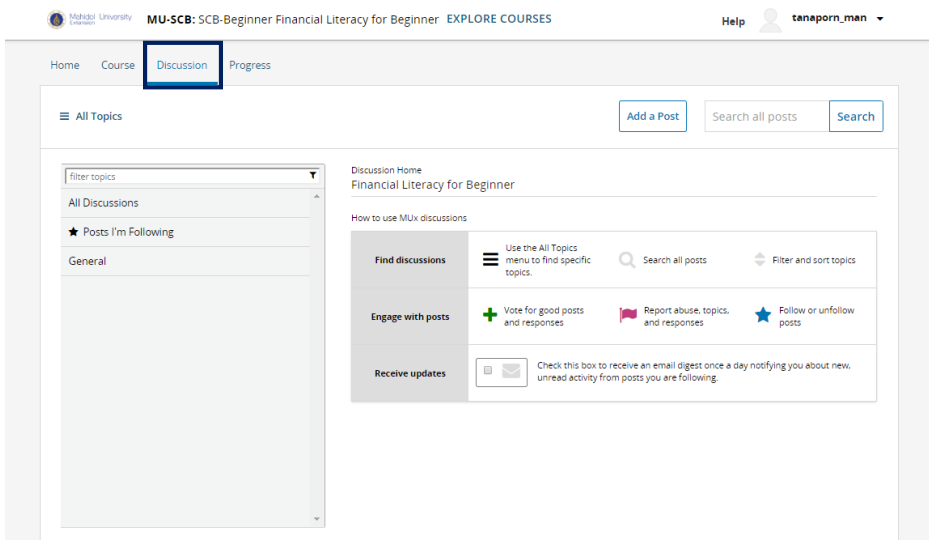 Mahidol University
Extension
MU-SCB: SCB-Beginner Financial Literacy for Beginner EXPLORE COURSES
Help
tanaporn_man
Home Course Discussion Progress
All Topics
Add a Post
Search all posts
Search
filter topics
All Discussions
Posts I'm Following
General
Discussion Home
Financial Literacy for Beginner
How to use MUx discussions
Find discussions
Use the All Topics
menu to find specific
topics.
Search all posts
Filter and sort topics
Engage with posts
Vote for good posts
and responses
Report abuse, topics,
and responses
Follow or unfollow
posts
Receive updates
Check this box to receive an email digest once a day notifying you about new,
unread activity from posts you are following.